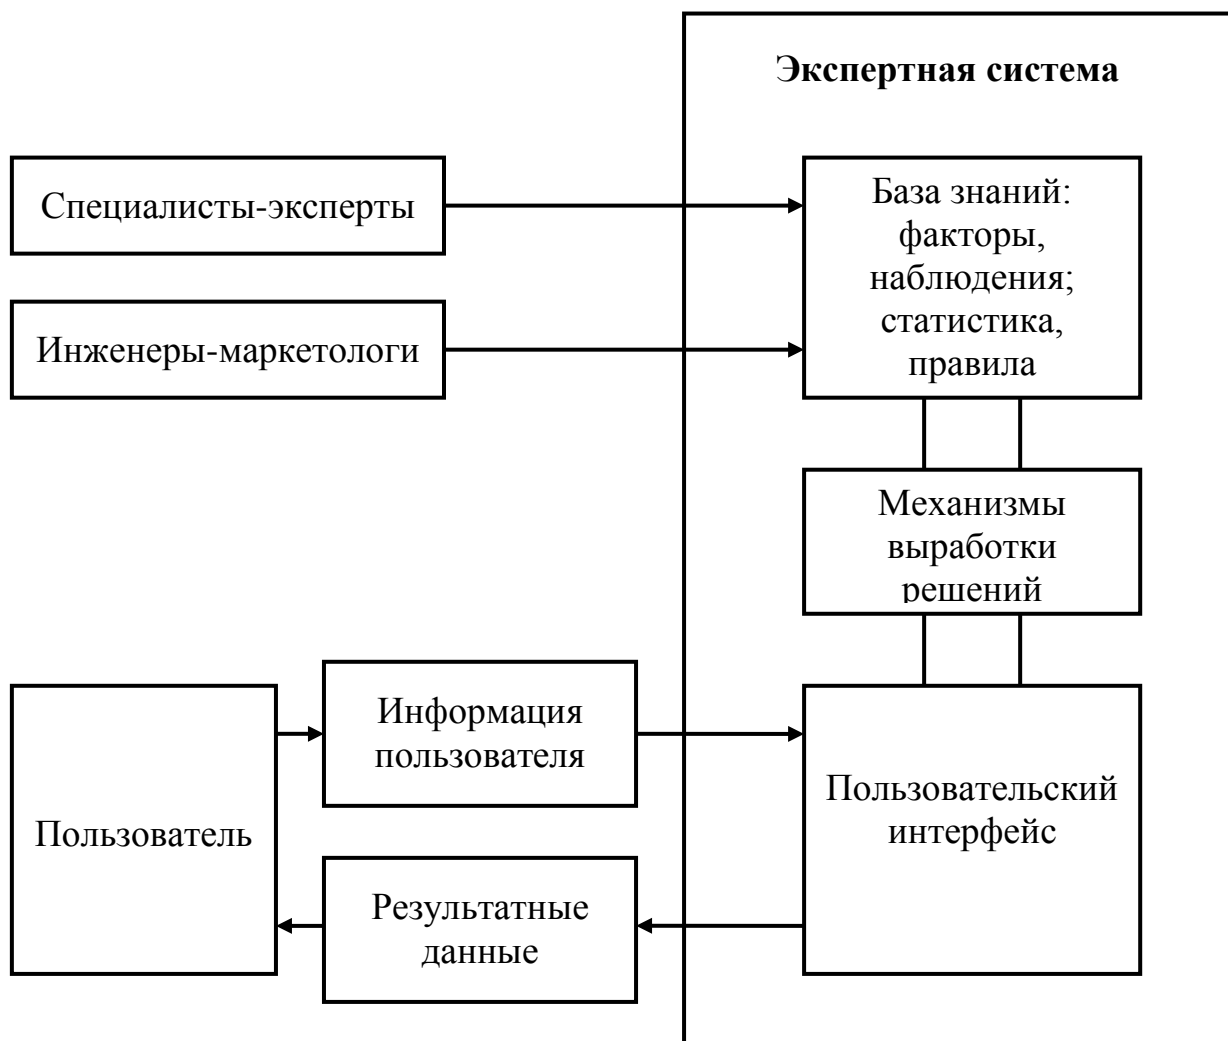 Экспертная система
Специалисты-эксперты
База знаний:
факторы,
наблюдения;
статистика,
правила
Инженеры-маркетологи
Механизмы
выработки
решений
Информация
пользователя
Пользовательский
интерфейс
Пользователь
Результатные
данные